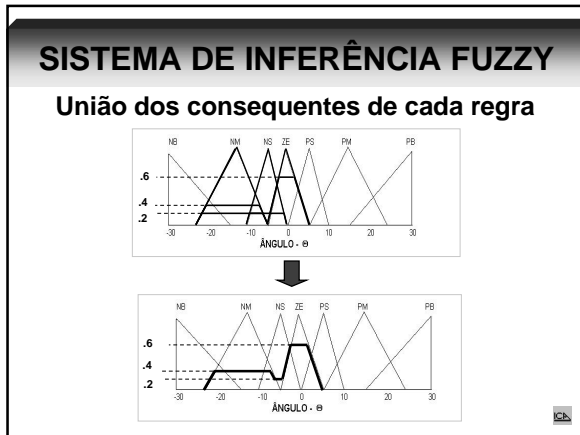 SISTEMA DE INFERÊNCIA FUZZY
União dos consequentes de cada regra
NB NM NS ZE PS PM PB
.6
.4
.2
-30 -20 -10 0 10 20 30
ÂNGULO - Θ
NB NM NS ZE PS PM PB
.6
.4
.2
-30 -20 -10 0 10 20 30
ÂNGULO - Θ
ICA